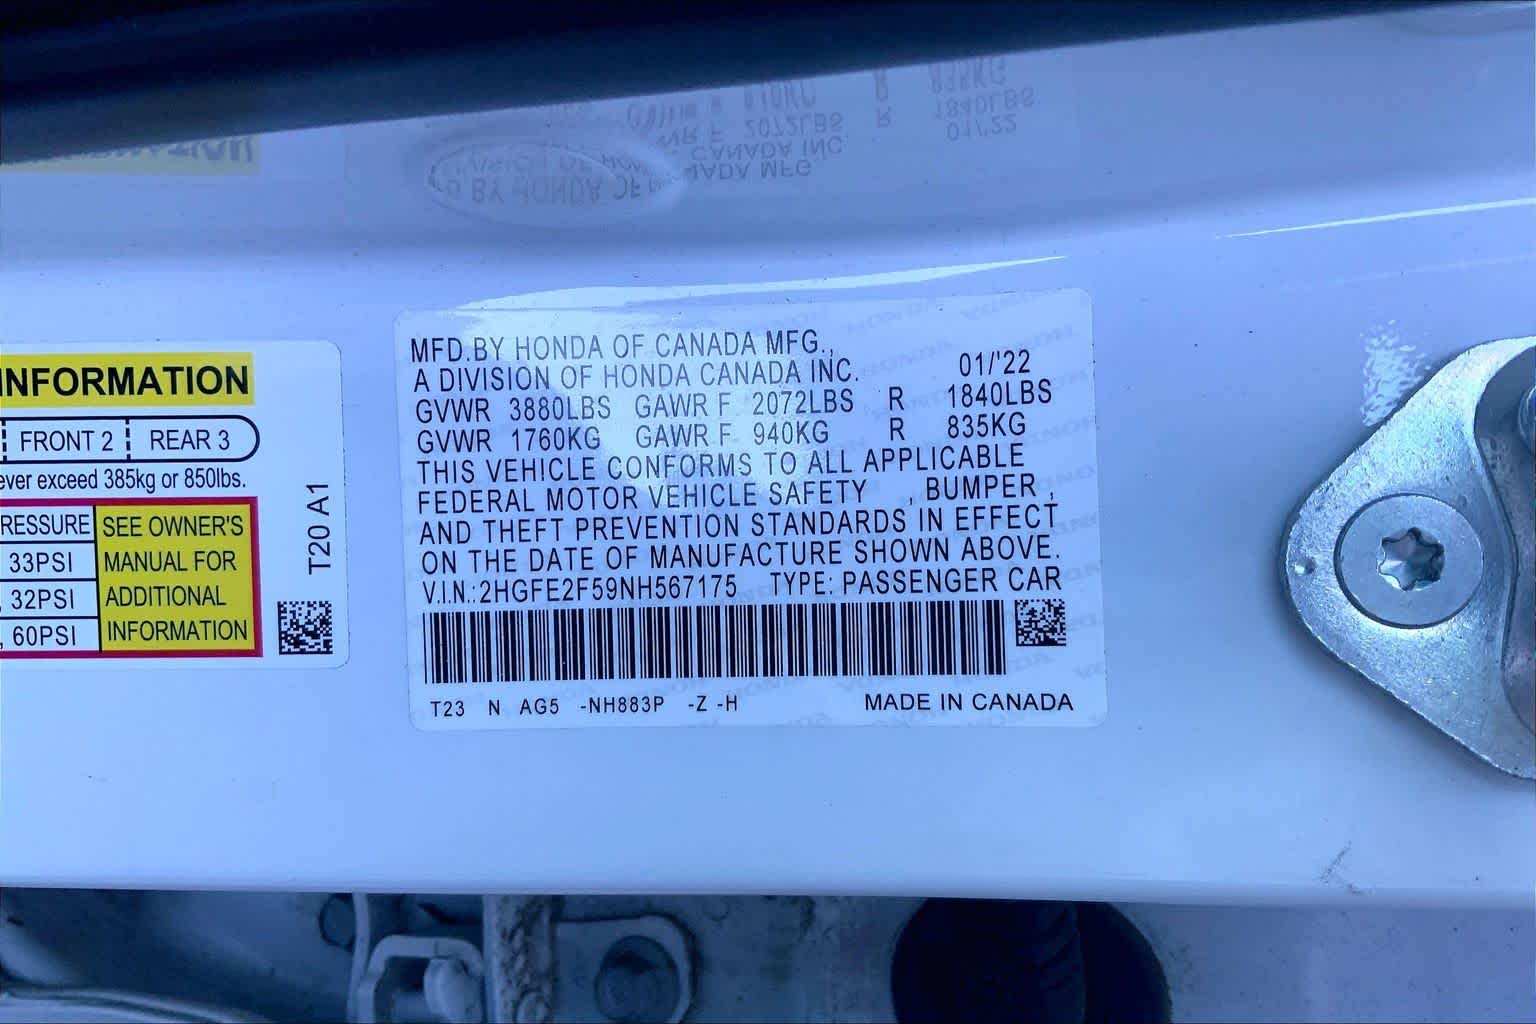 INFORMATION
FRONT 2 REAR 3
ever exceed 385kg or 850lbs.
RESSURE SEE OWNER'S
33PSI MANUAL FOR
32PSI ADDITIONAL
60PSI INFORMATION
T20 A1
MFD.BY HONDA OF CANADA MFG.,
A DIVISION OF HONDA CANADA INC. 01/'22
GVWR 3880LBS GAWR F 2072LBS R 1840LBS
GVWR 1760KG GAWR F 940KG R 835KG
THIS VEHICLE CONFORMS TO ALL APPLICABLE
FEDERAL MOTOR VEHICLE SAFETY , BUMPER ,
AND THEFT PREVENTION STANDARDS IN EFFECT
ON THE DATE OF MANUFACTURE SHOWN ABOVE.
V.I.N.:2HGFE2F59NH567175 TYPE: PASSENGER CAR
T23 N AG5 -NH883P -Z -H MADE IN CANADA